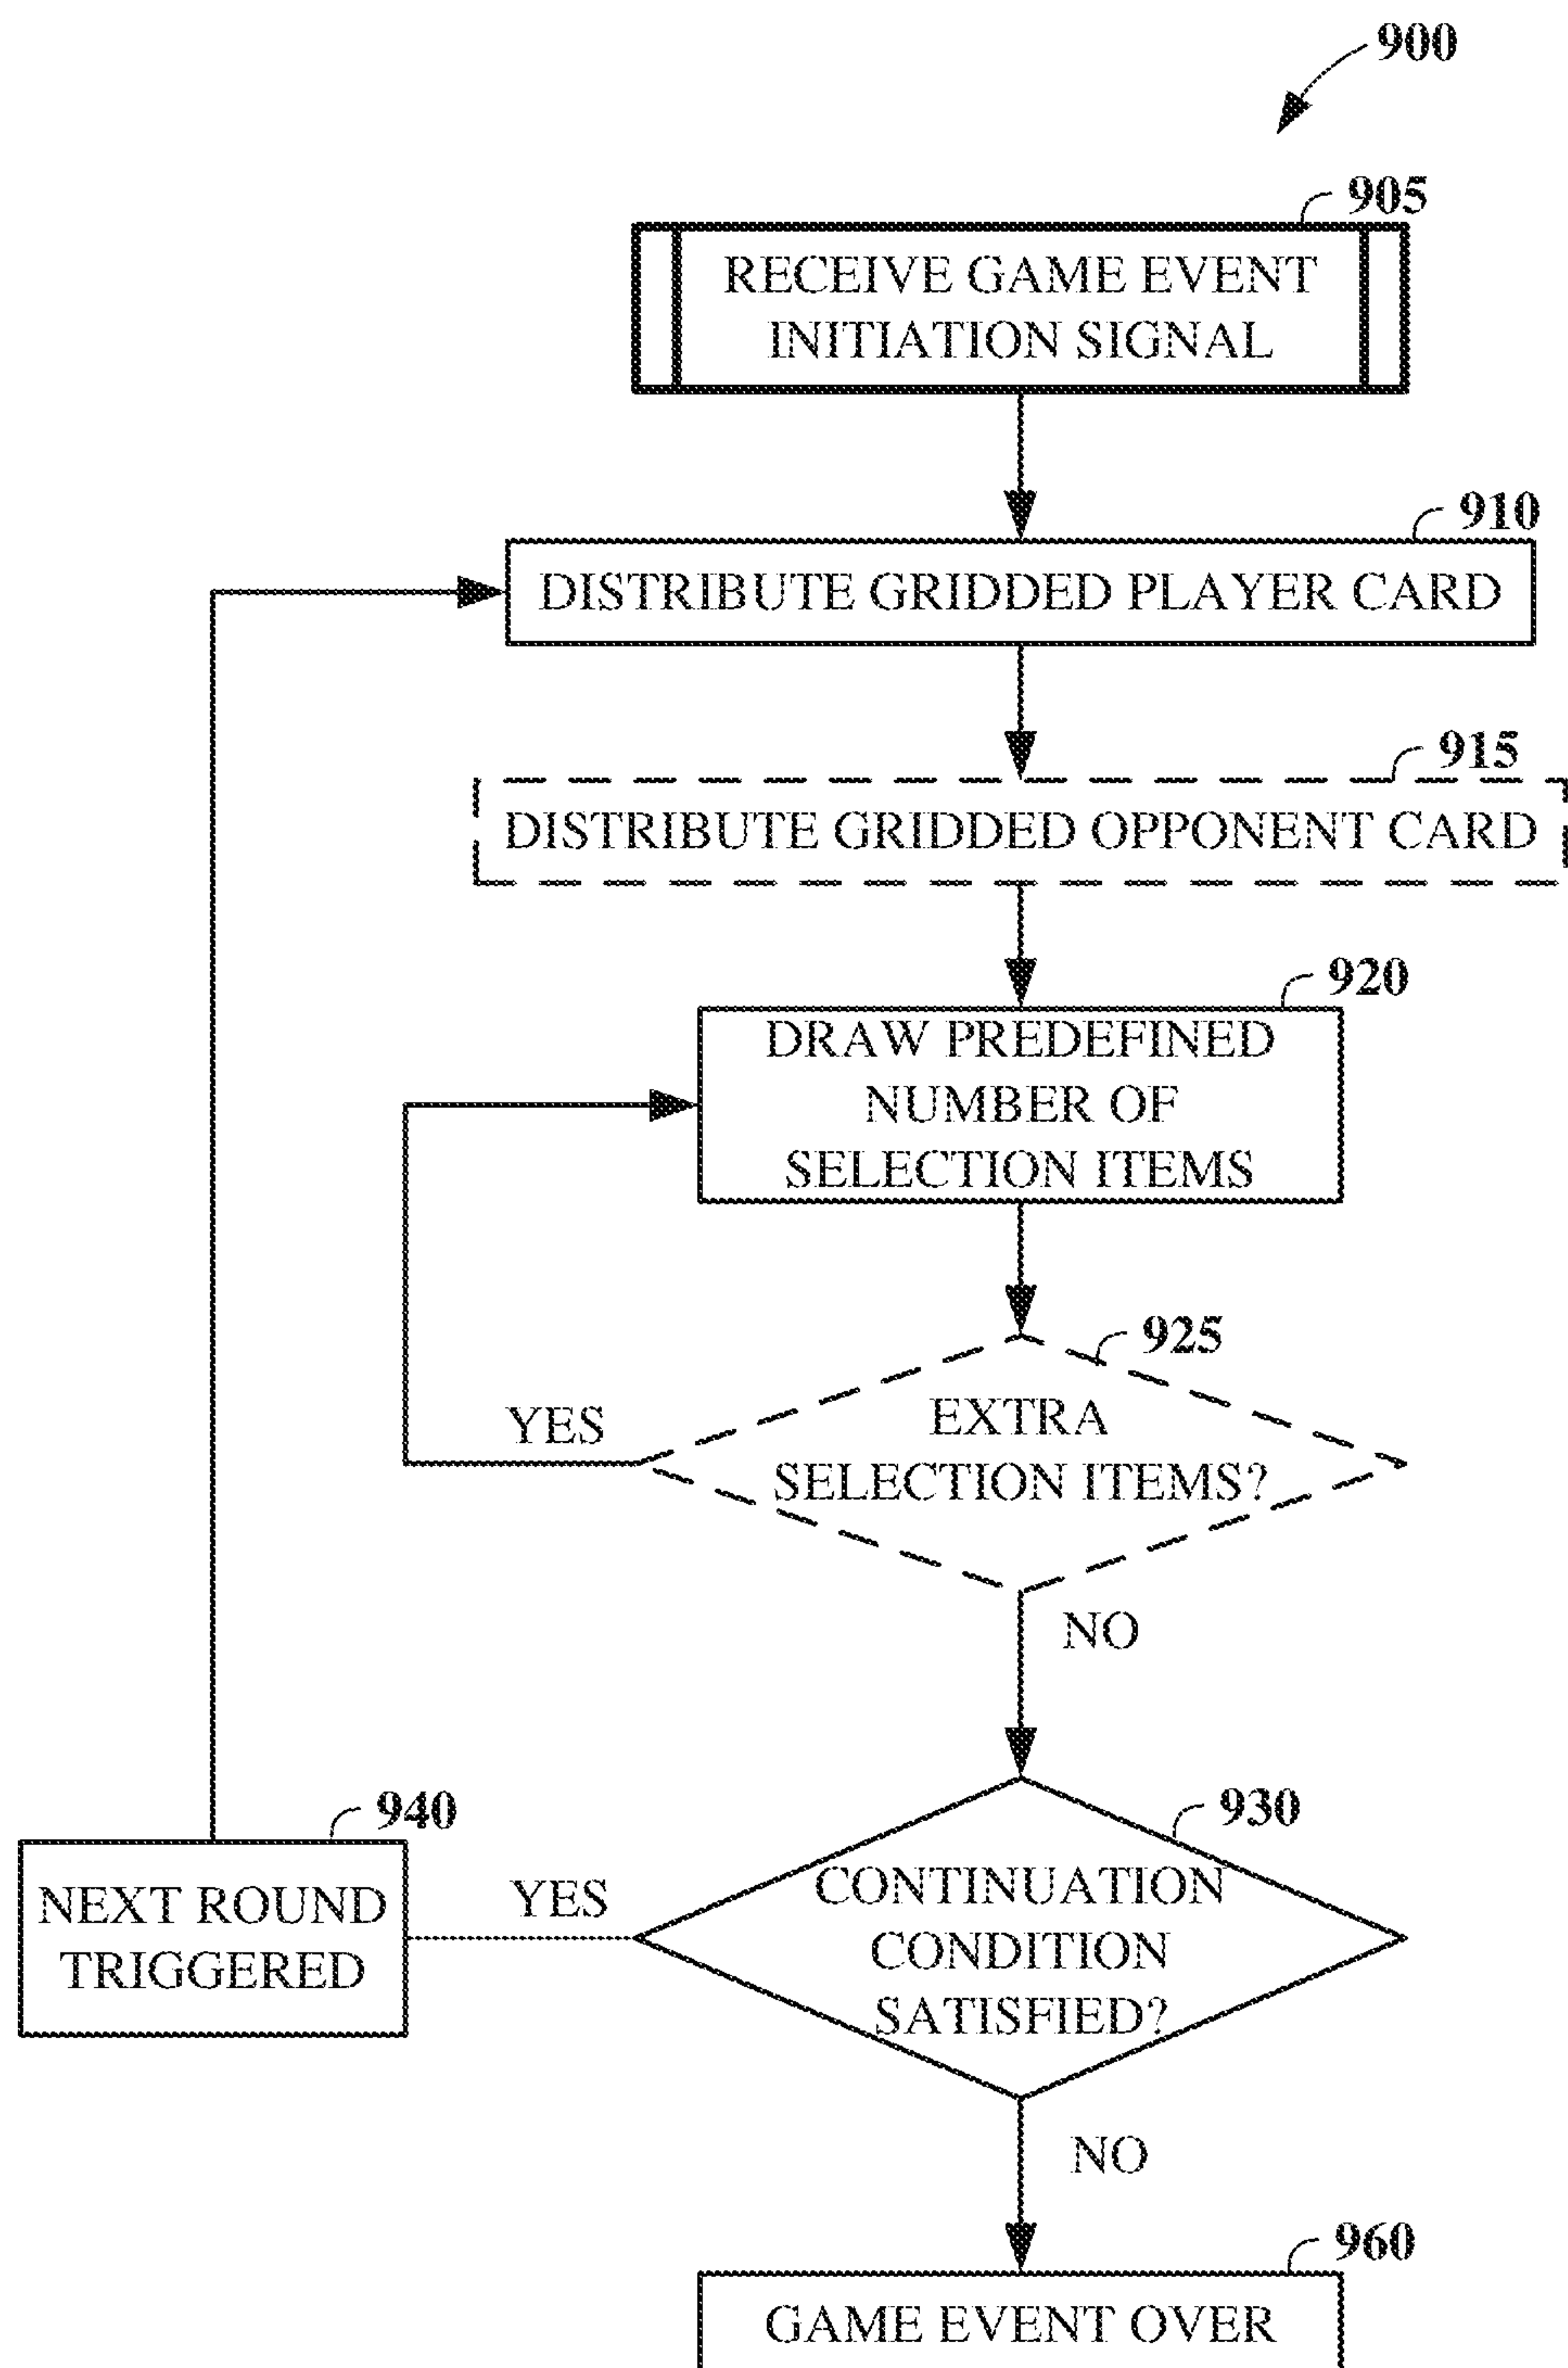 900
905
RECEIVE GAME EVENT
INITIATION SIGNAL
910
DISTRIBUTE GRIDDED PLAYER CARD
915
DISTRIBUTE GRIDDED OPPONENT CARD
920
DRAW PREDEFINED
NUMBER OF
SELECTION ITEMS
925
EXTRA
SELECTION ITEMS?
YES
NO
930
CONTINUATION
CONDITION
SATISFIED?
YES
940
NEXT ROUND
TRIGGERED
NO
960
GAME EVENT OVER